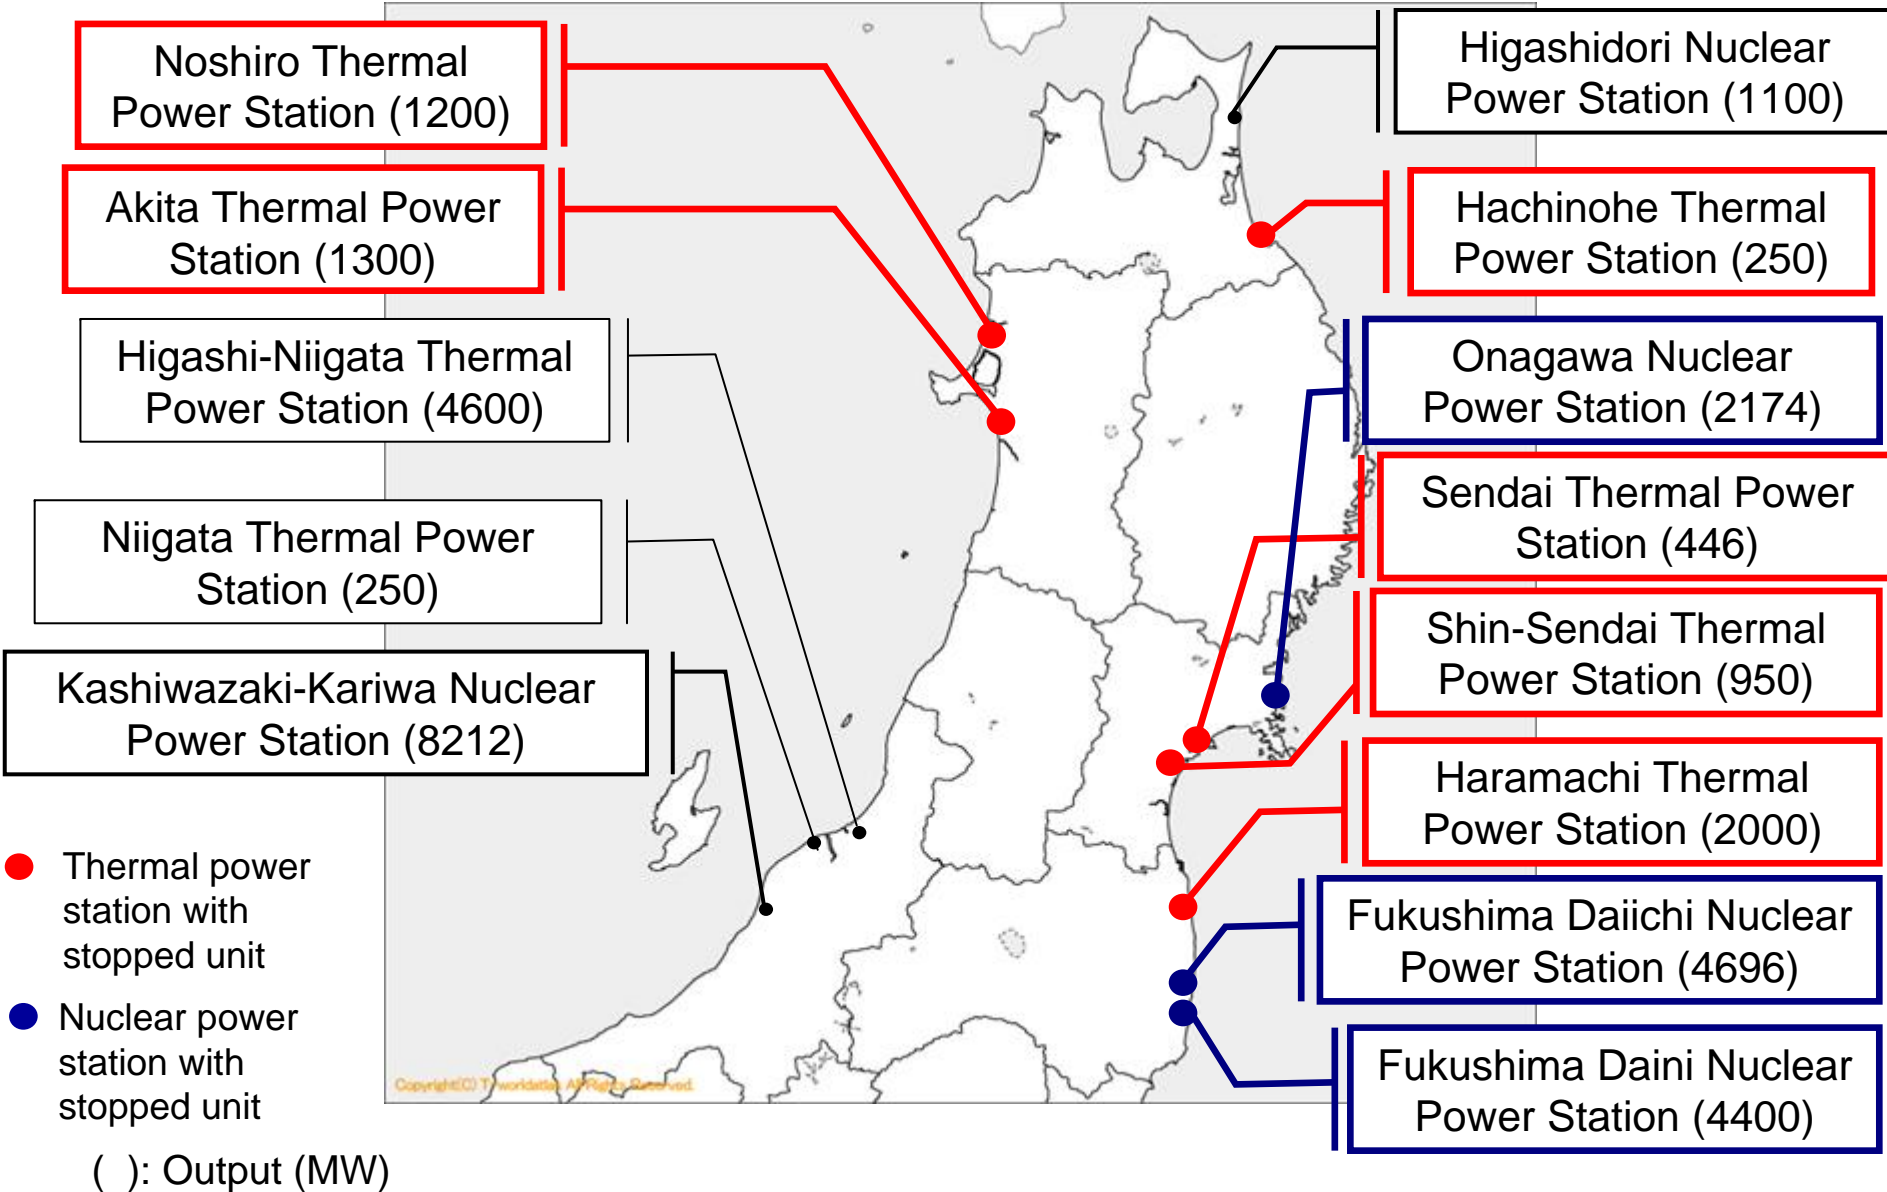 Noshiro Thermal
Power Station (1200)
Akita Thermal Power
Station (1300)
Higashi-Niigata Thermal
Power Station (4600)
Niigata Thermal Power
Station (250)
Kashiwazaki-Kariwa Nuclear
Power Station (8212)
Higashidori Nuclear
Power Station (1100)
Hachinohe Thermal
Power Station (250)
Onagawa Nuclear
Power Station (2174)
Sendai Thermal Power
Station (446)
Shin-Sendai Thermal
Power Station (950)
Haramachi Thermal
Power Station (2000)
Fukushima Daiichi Nuclear
Power Station (4696)
Fukushima Daini Nuclear
Power Station (4400)
Thermal power
station with
stopped unit
Nuclear power
station with
stopped unit
( ): Output (MW)
Copyright(C) All Rights Reserved.